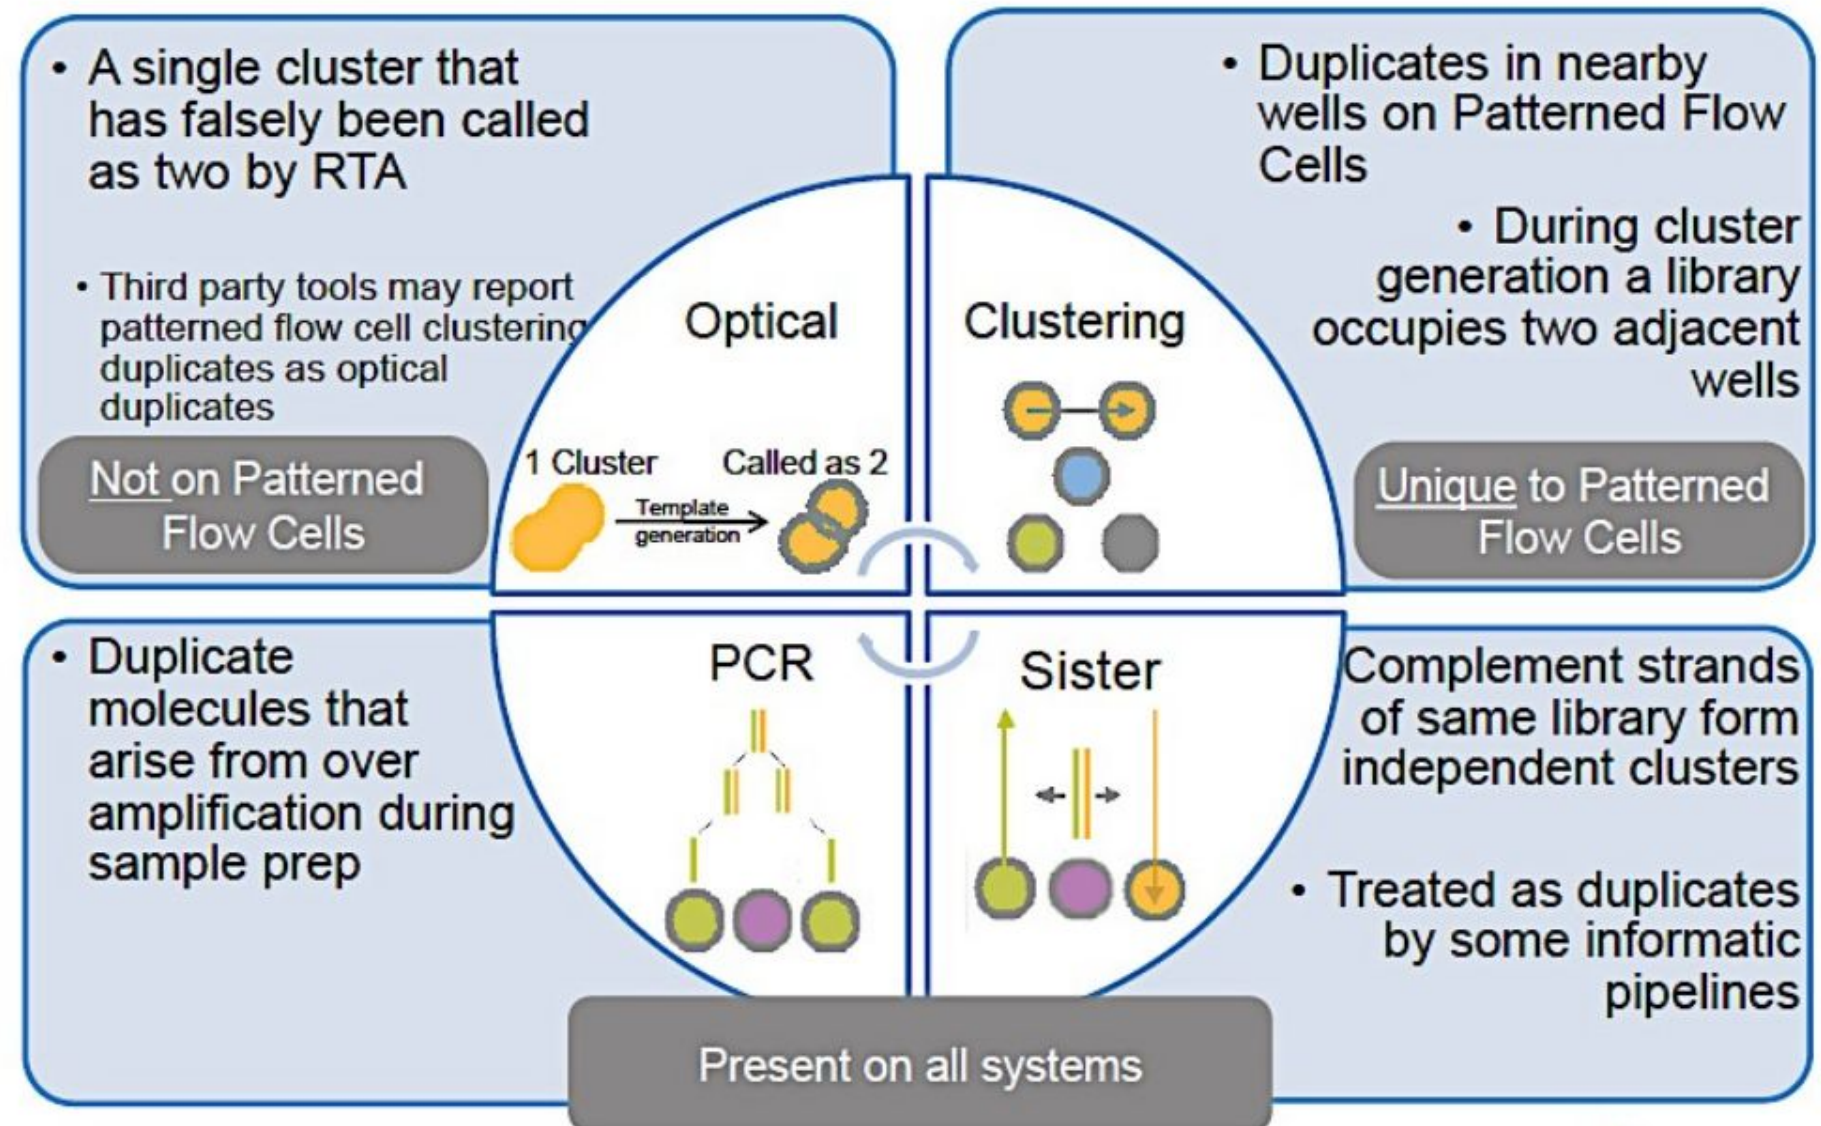 • A single cluster that
has falsely been called
as two by RTA
• Third party tools may report
patterned flow cell clustering
duplicates as optical
duplicates
Not on Patterned
Flow Cells
Optical
1 Cluster
Called as 2
Template
generation
• Duplicates in nearby
wells on Patterned Flow
Cells
• During cluster
generation a library
occupies two adjacent
wells
Unique to Patterned
Flow Cells
Clustering
• Duplicate
molecules that
arise from over
amplification during
sample prep
PCR
Sister
Complement strands
of same library form
independent clusters
• Treated as duplicates
by some informatic
pipelines
Present on all systems